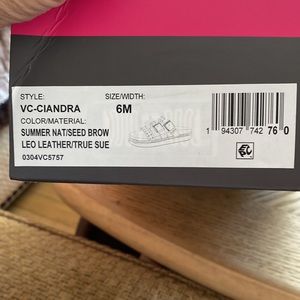 STYLE: SIZE/WIDTH:
VC-CIANDRA 6M
COLOR/MATERIAL:
SUMMER NAT/SEED BROW
LEO LEATHER/TRUE SUE
0304VC5757
1 94307 742 76 0